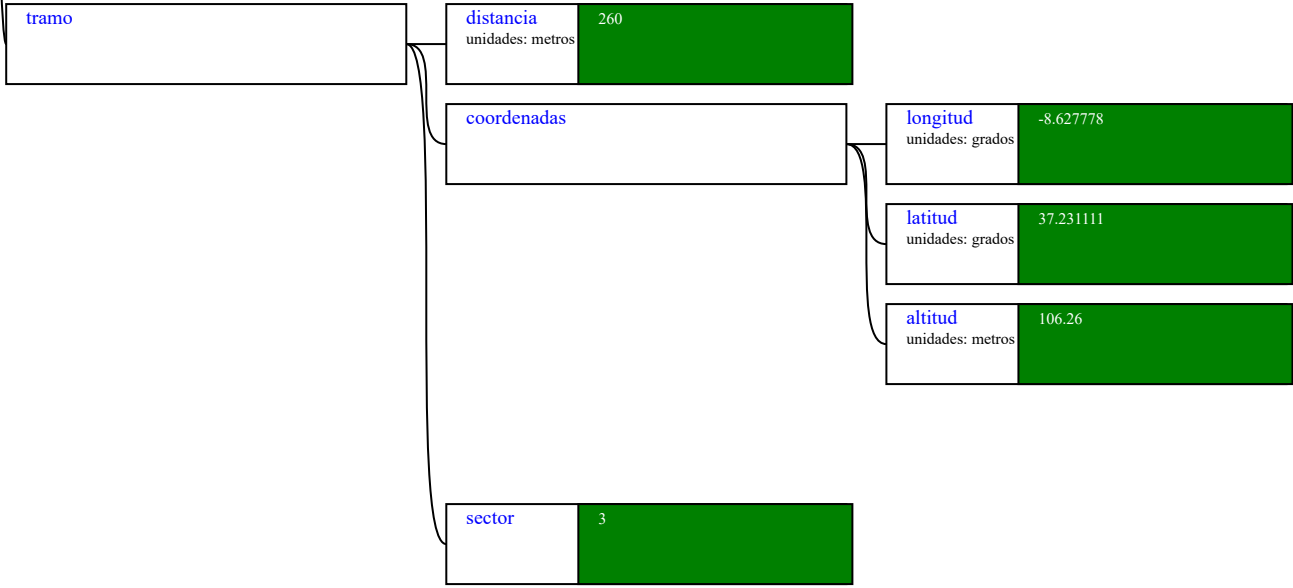 tramo
distancia
unidades: metros
260
coordenadas
longitud
unidades: grados
-8.627778
latitud
unidades: grados
37.231111
altitud
unidades: metros
106.26
sector
3